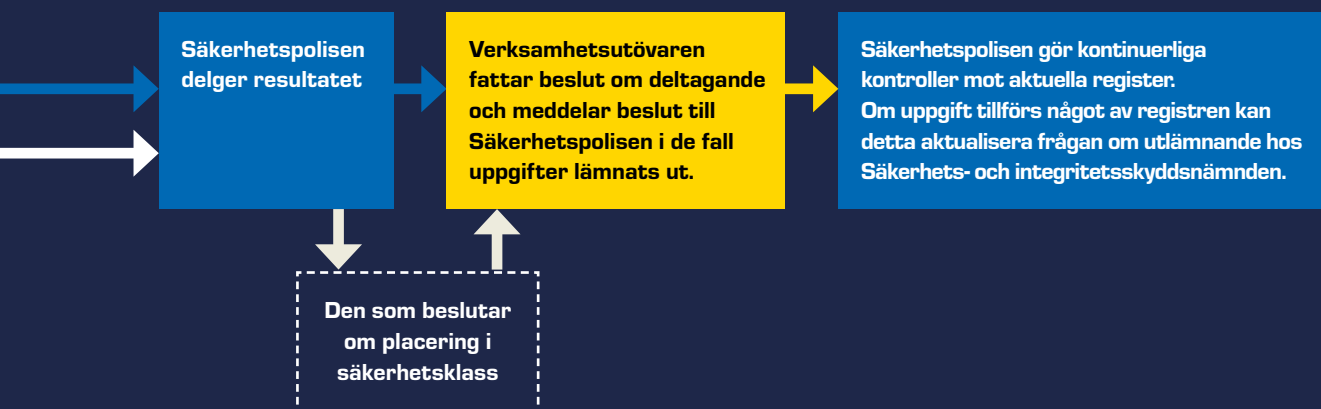 Säkerhetspolisen
delger resultatet
Verksamhetsutövaren
fattar beslut om deltagande
och meddelar beslut till
Säkerhetspolisen i de fall
uppgifter lämnats ut.
Säkerhetspolisen gör kontinuerliga
kontroller mot aktuella register.
Om uppgift tillförs något av registren kan
detta aktualisera frågan om utlämnande hos
Säkerhets- och integritetsskyddsnämnden.
Den som beslutar
om placering i
säkerhetsklass